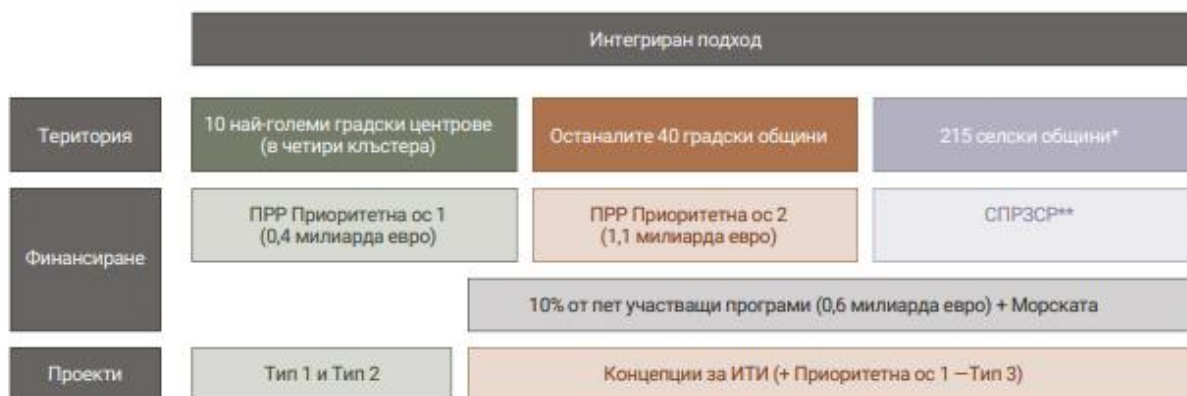 Интегриран подход
Територия
10 най-големи градски центрове
(в четири клъстера)
Останалите 40 градски общини
215 селски общини*
Финансиране
ПРР Приоритетна ос 1
(0,4 милиарда евро)
ПРР Приоритетна ос 2
(1,1 милиарда евро)
СПРЗСР**
10% от пет участващи програми (0,6 милиарда евро) + Морската
Проекти
Тип 1 и Тип 2
Концепции за ИТИ (+ Приоритетна ос 1 —Тип 3)